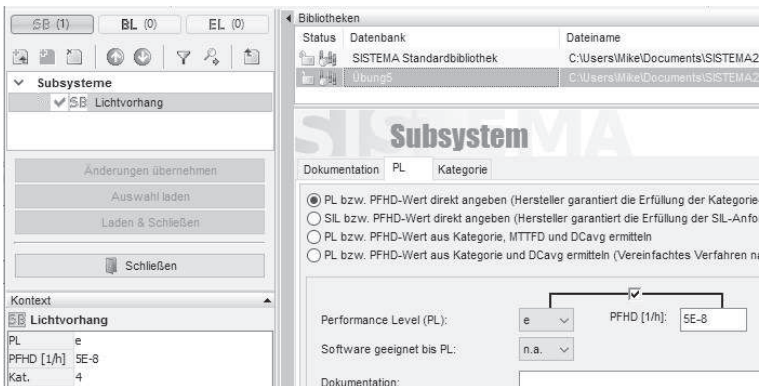 SB (1)
BL (0)
EL (0)
Subsysteme
SB Lichtvorhang
Änderungen übernehmen
Auswahl laden
Laden & Schließen
Schließen
Kontext
SB Lichtvorhang
PL e
PFHD [1/h] 5E-8
Kat. 4
Bibliotheken
Status Datenbank Dateiname
SISTEMA Standardbibliothek C:\Users\Mike\Documents\SISTEMA2
Übung5 C:\Users\Mike\Documents\SISTEMA2
SISTEMA
Subsystem
Dokumentation PL Kategorie
PL bzw. PFHD-Wert direkt angeben (Hersteller garantiert die Erfüllung der Kategorie
SIL bzw. PFHD-Wert direkt angeben (Hersteller garantiert die Erfüllung der SIL-Anfo
PL bzw. PFHD-Wert aus Kategorie, MTTFD und DCavg ermitteln
PL bzw. PFHD-Wert aus Kategorie und DCavg ermitteln (Vereinfachtes Verfahren na
Performance Level (PL): e PFHD [1/h]: 5E-8
Software geeignet bis PL: n.a.
Dokumentation: